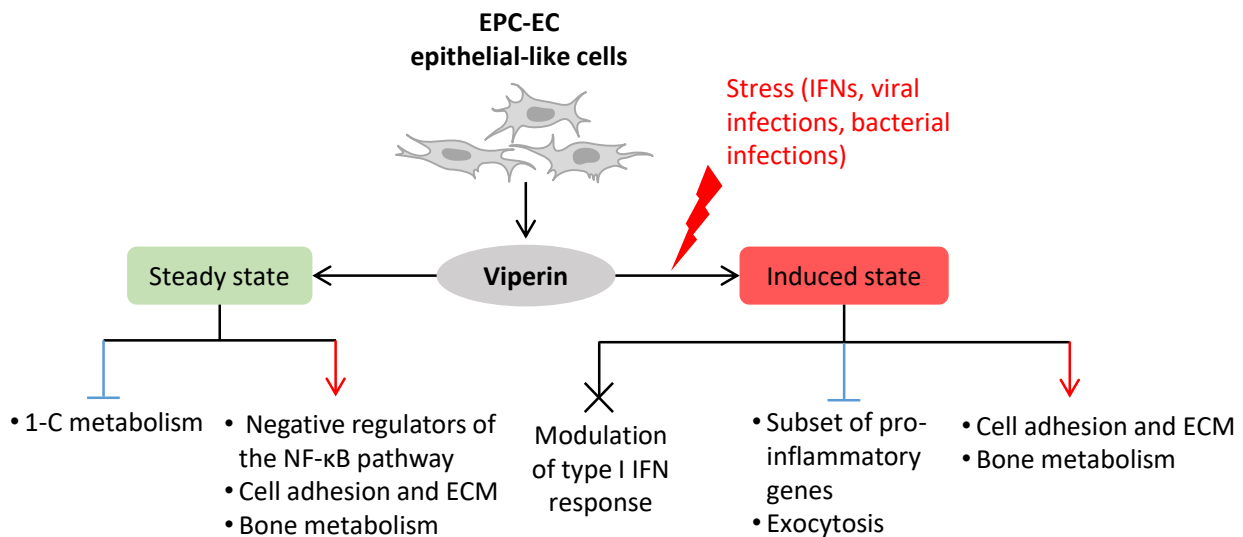 EPC-EC
epithelial-like cells
Stress (IFNs, viral
infections, bacterial
infections)
Steady state
Viperin
Induced state
• 1-C metabolism
• Negative regulators of
the NF-κB pathway
• Cell adhesion and ECM
• Bone metabolism
Modulation
of type I IFN
response
• Subset of pro-
inflammatory
genes
• Exocytosis
• Cell adhesion and ECM
• Bone metabolism